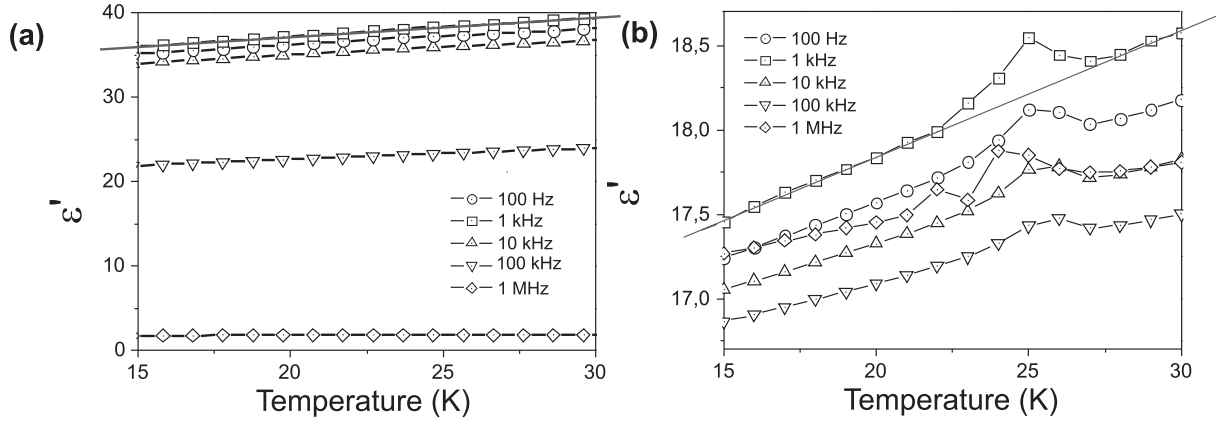 (a)
40
30
20
10
0
ε'
100 Hz
1 kHz
10 kHz
100 kHz
1 MHz
15
20
25
30
Temperature (K)
(b)
18,5
18,0
17,5
17,0
ε'
100 Hz
1 kHz
10 kHz
100 kHz
1 MHz
15
20
25
30
Temperature (K)